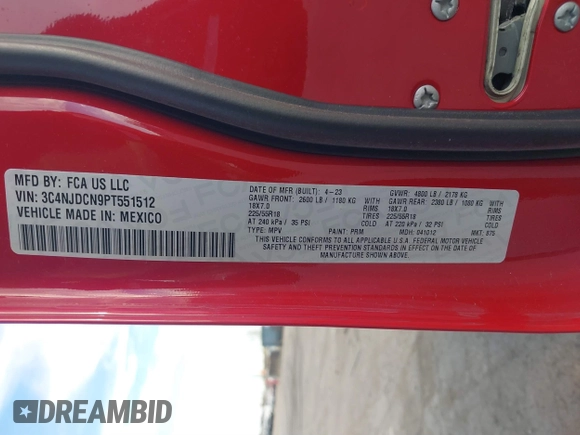 MFD BY: FCA US LLC
VIN: 3C4NJDCN9PT551512
VEHICLE MADE IN: MEXICO
DATE OF MFR (BUILT): 4-23 GVWR: 4800 LB / 2179 KG
GAWR FRONT: 2600 LB / 1180 KG WITH GAWR REAR: 2380 LB / 1080 KG WITH
18X7.0 RIMS 18X7.0 RIMS
225/55R18 225/55R18
AT 240 kPa / 35 PSI COLD AT 220 kPa / 32 PSI COLD
TYPE: MPV PAINT: PRM MDH: 041012 MKT: 875
THIS VEHICLE CONFORMS TO ALL APPLICABLE U.S.A. FEDERAL MOTOR VEHICLE
SAFETY AND THEFT PREVENTION STANDARDS IN EFFECT ON THE DATE OF
MANUFACTURE SHOWN ABOVE.
DREAMBID